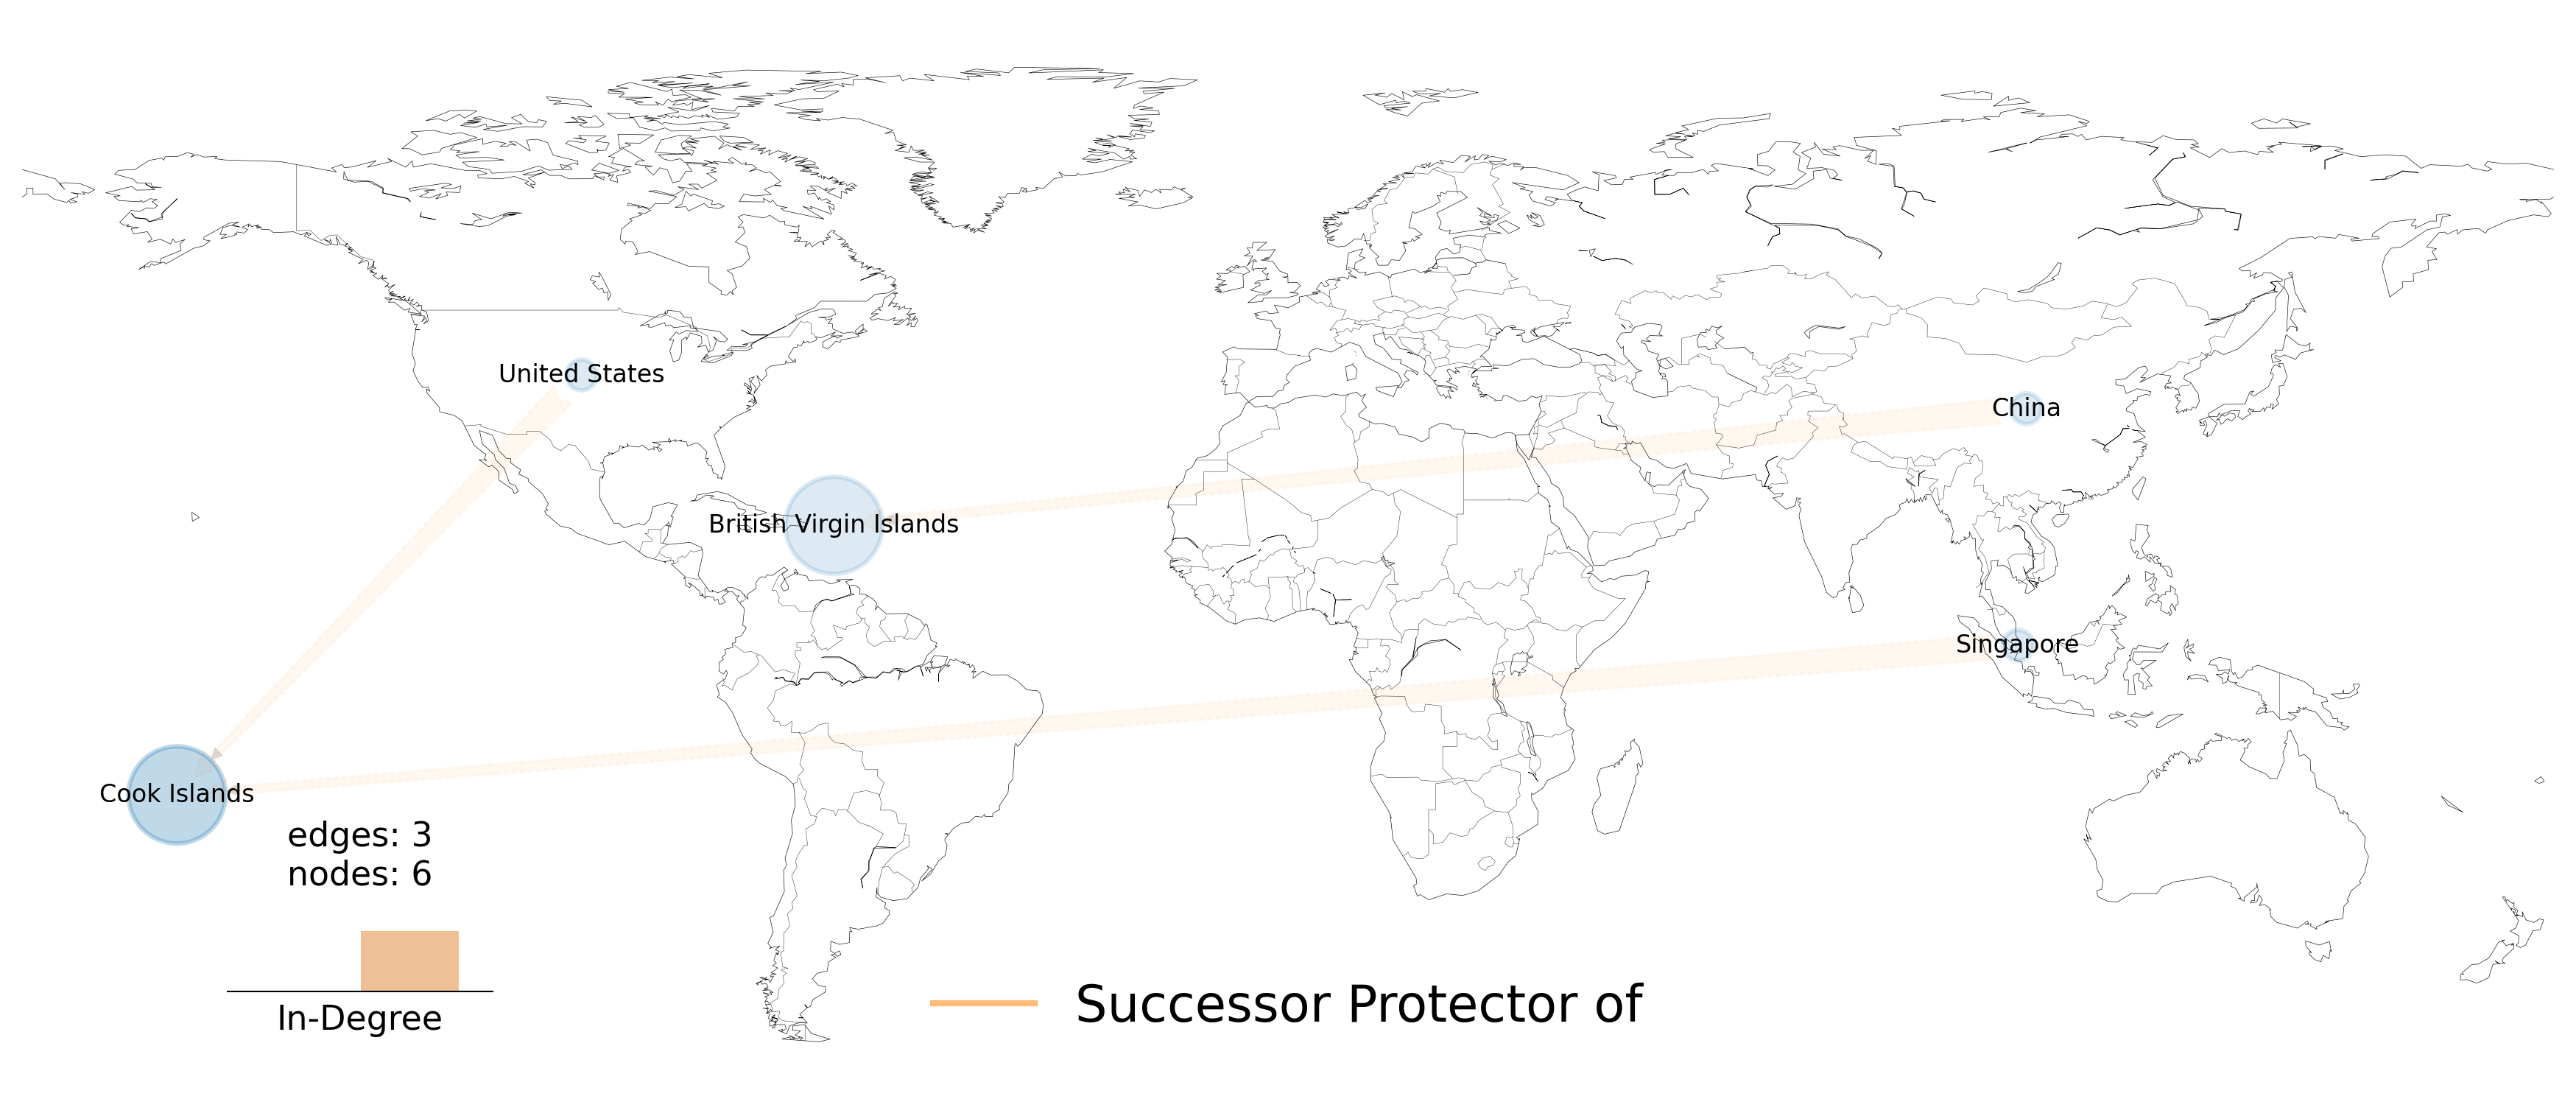 United States
China
British Virgin Islands
Singapore
Cook Islands
edges: 3
nodes: 6
In-Degree
Successor Protector of